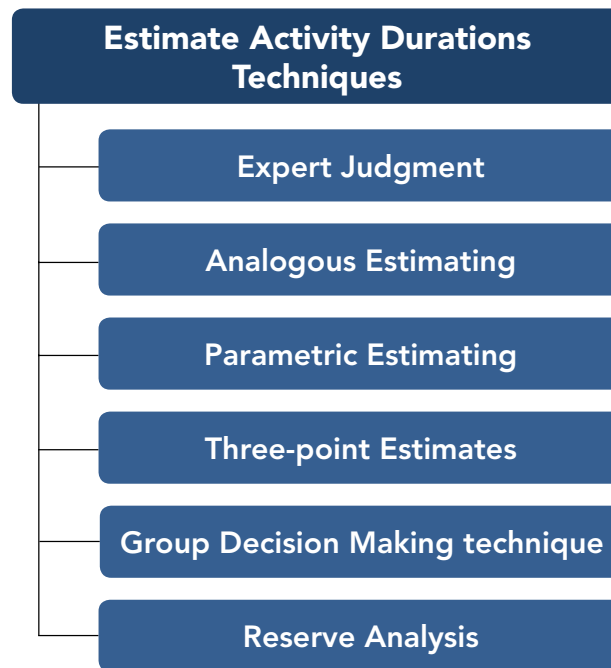 Estimate Activity Durations
Techniques
Expert Judgment
Analogous Estimating
Parametric Estimating
Three-point Estimates
Group Decision Making technique
Reserve Analysis